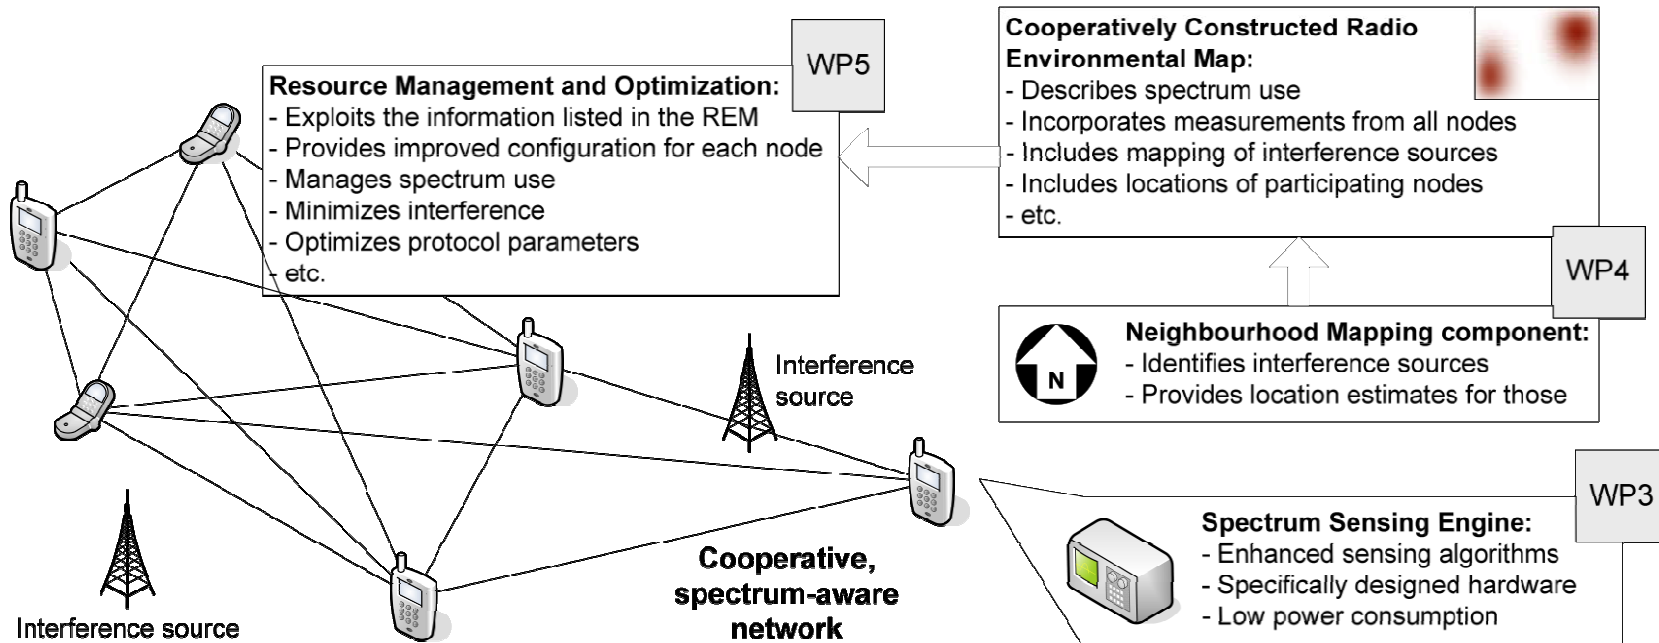 WP5
Resource Management and Optimization:
- Exploits the information listed in the REM
- Provides improved configuration for each node
- Manages spectrum use
- Minimizes interference
- Optimizes protocol parameters
- etc.
Cooperatively Constructed Radio
Environmental Map:
- Describes spectrum use
- Incorporates measurements from all nodes
- Includes mapping of interference sources
- Includes locations of participating nodes
- etc.
WP4
N
Neighbourhood Mapping component:
- Identifies interference sources
- Provides location estimates for those
Interference
source
WP3
Spectrum Sensing Engine:
- Enhanced sensing algorithms
- Specifically designed hardware
- Low power consumption
Cooperative,
spectrum-aware
network
Interference source